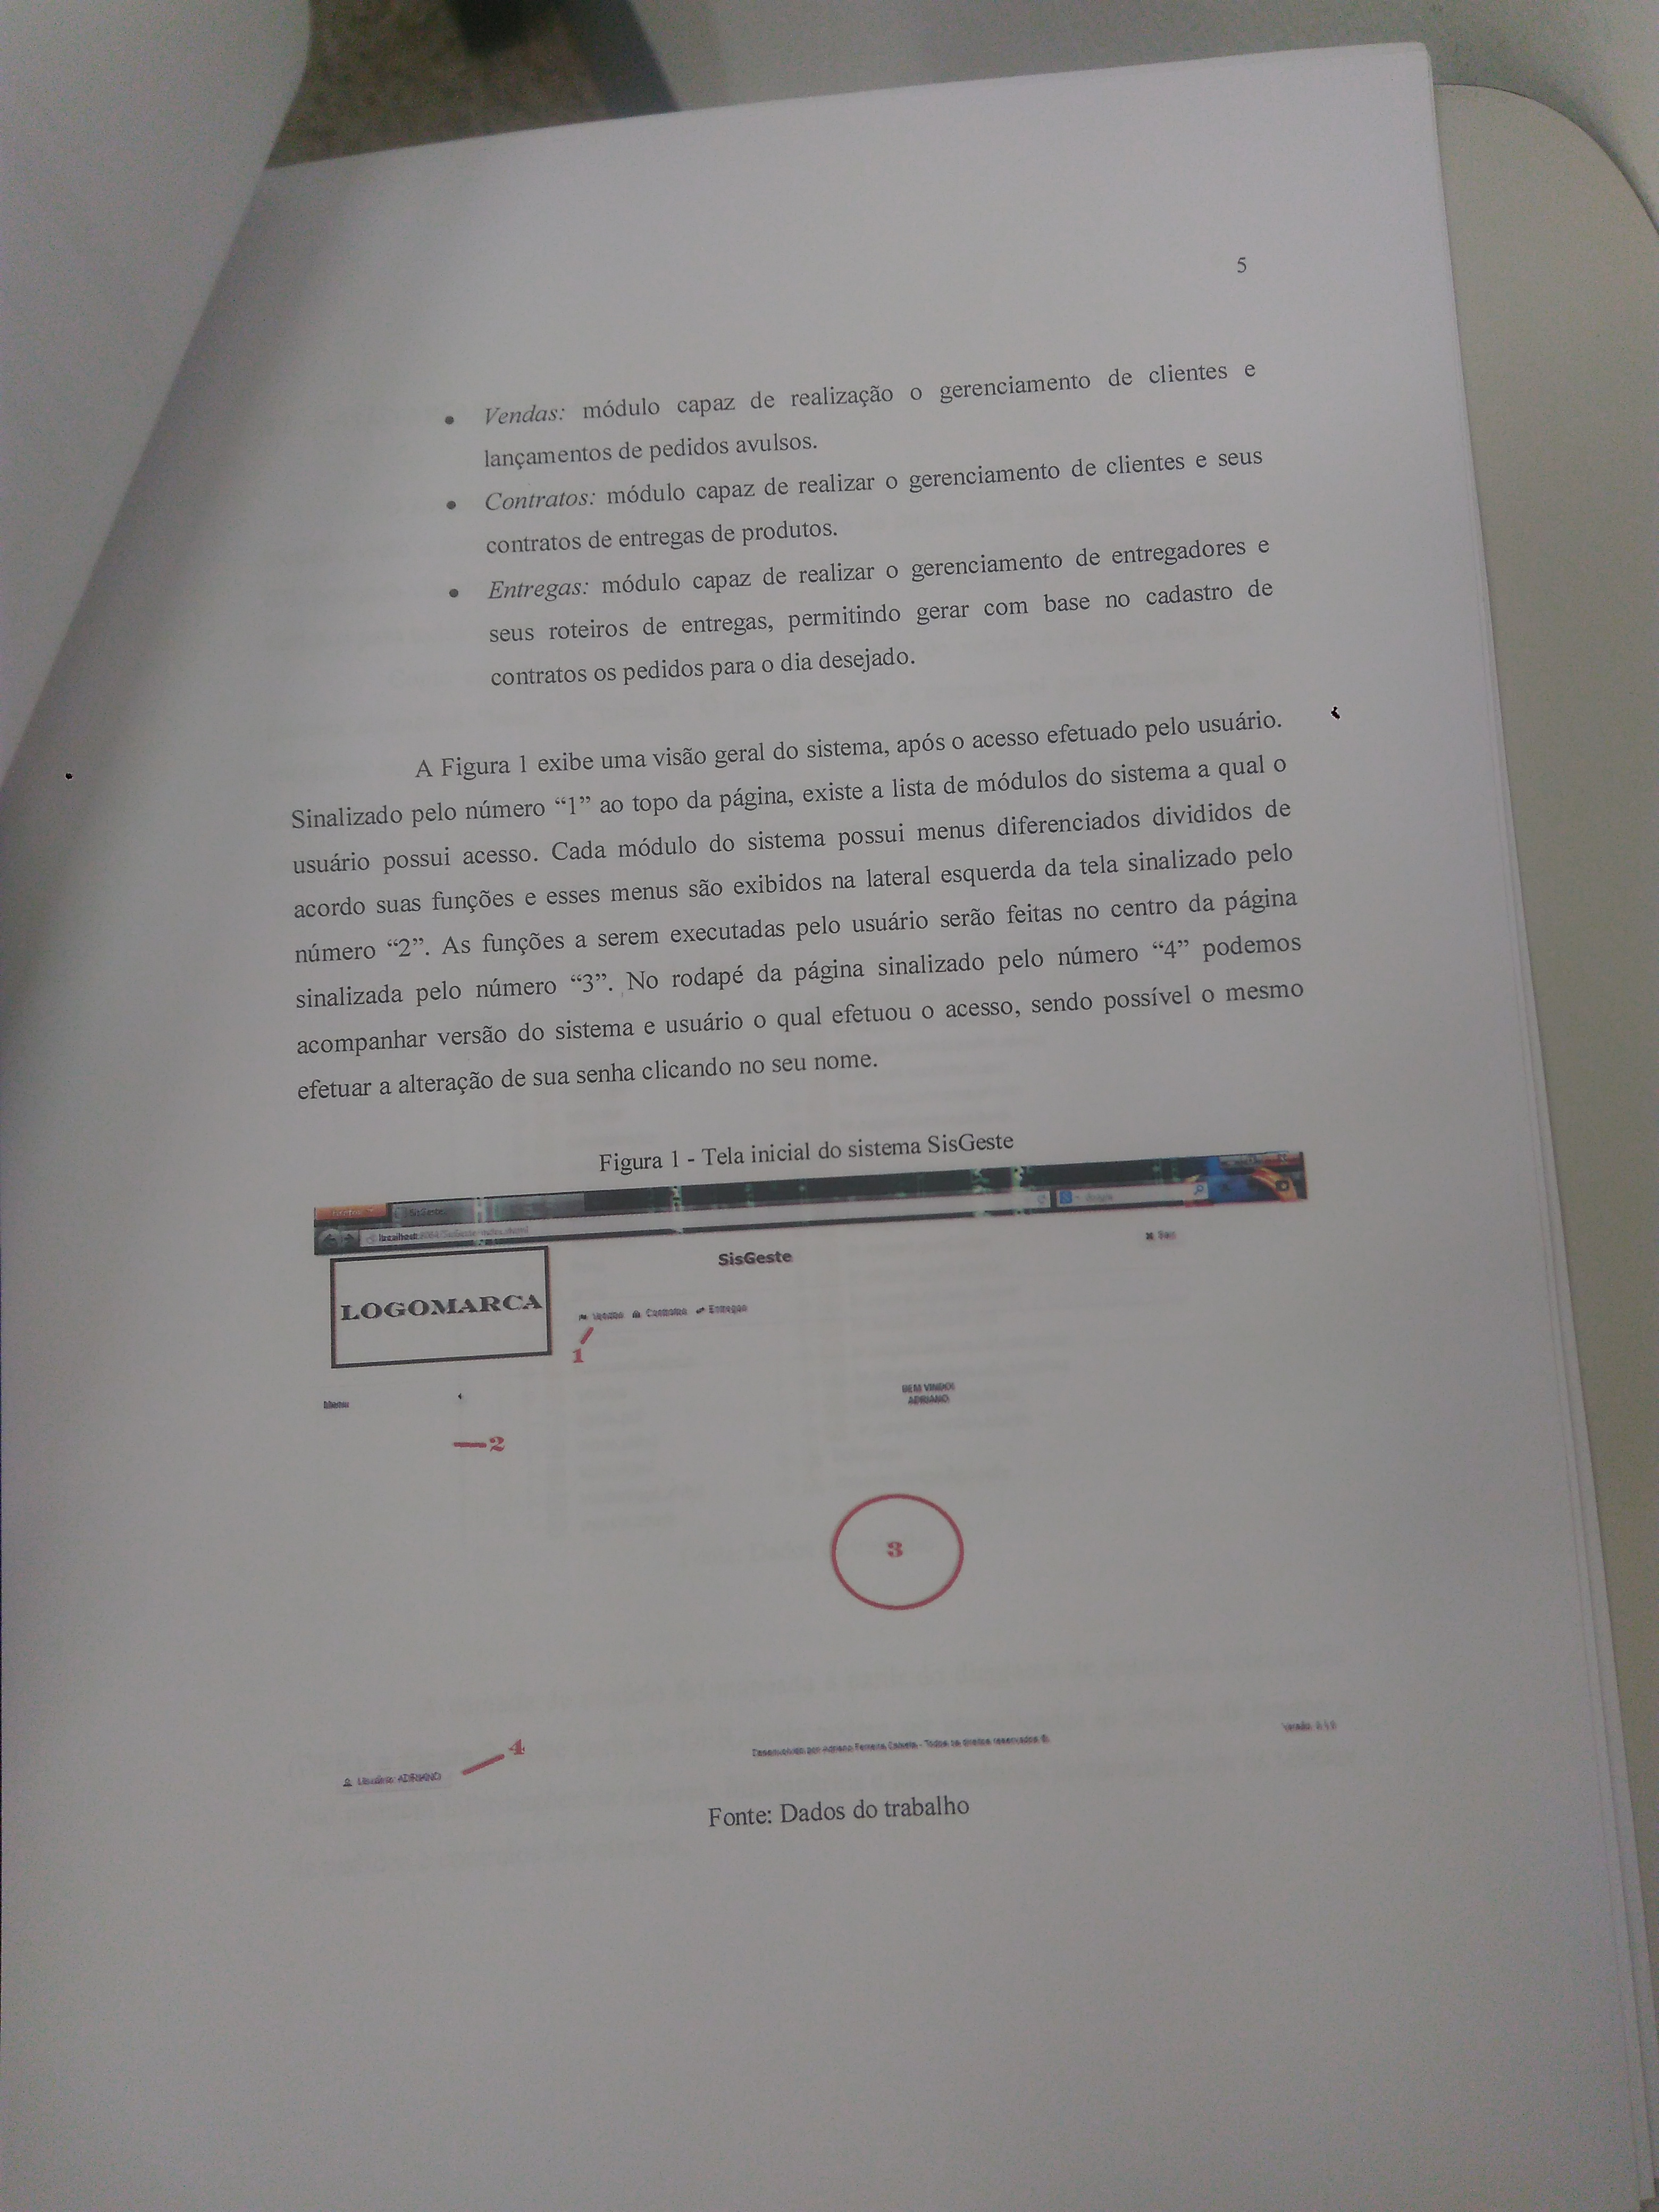 5
• Vendas: módulo capaz de realização o gerenciamento de clientes e
lançamentos de pedidos avulsos.
• Contratos: módulo capaz de realizar o gerenciamento de clientes e seus
contratos de entregas de produtos.
• Entregas: módulo capaz de realizar o gerenciamento de entregadores e
seus roteiros de entregas, permitindo gerar com base no cadastro de
contratos os pedidos para o dia desejado.
A Figura 1 exibe uma visão geral do sistema, após o acesso efetuado pelo usuário.
Sinalizado pelo número “1” ao topo da página, existe a lista de módulos do sistema a qual o
usuário possui acesso. Cada módulo do sistema possui menus diferenciados divididos de
acordo suas funções e esses menus são exibidos na lateral esquerda da tela sinalizado pelo
número “2”. As funções a serem executadas pelo usuário serão feitas no centro da página
sinalizada pelo número “3”. No rodapé da página sinalizado pelo número “4” podemos
acompanhar versão do sistema e usuário o qual efetuou o acesso, sendo possível o mesmo
efetuar a alteração de sua senha clicando no seu nome.
Figura 1 - Tela inicial do sistema SisGeste
SisGeste
localhost
SisGeste
LOGOMARCA
Vendas Contratos Entregas
1
BEM VINDO!
ADRIANO
Menu
2
3
4
Desenvolvido por Adriano Ferreira - Todos os direitos reservados ©.
Usuário: ADRIANO
Fonte: Dados do trabalho